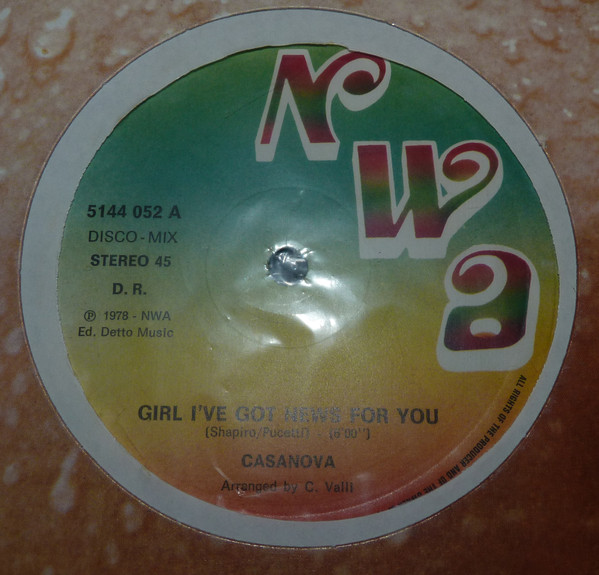 NWa
5144 052 A
DISCO - MIX
STEREO 45
D. R.
℗ 1978 - NWA
Ed. Detto Music
GIRL I'VE GOT NEWS FOR YOU
CASANOVA
Arranged by C. Valli
ALL RIGHTS OF THE PRODUCER AND OF THE